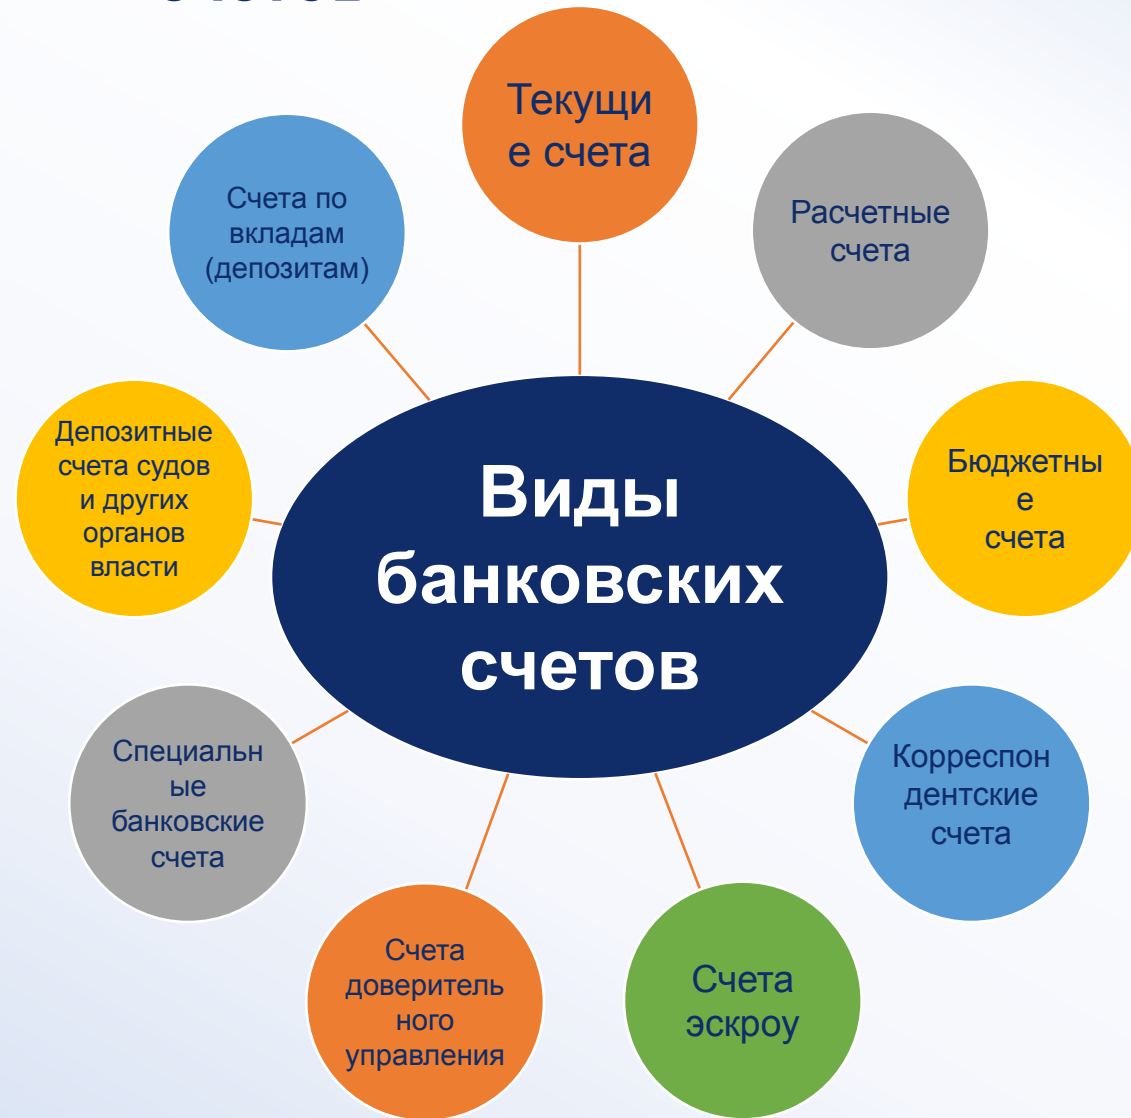 Текущи
е счета
Расчетные
счета
Бюджетны
е
счета
Корреспон
дентские
счета
Счета
эскроу
Счета
доверитель
ного
управления
Специальн
ые
банковские
счета
Депозитные
счета судов
и других
органов
власти
Счета по
вкладам
(депозитам)
Виды
банковских
счетов